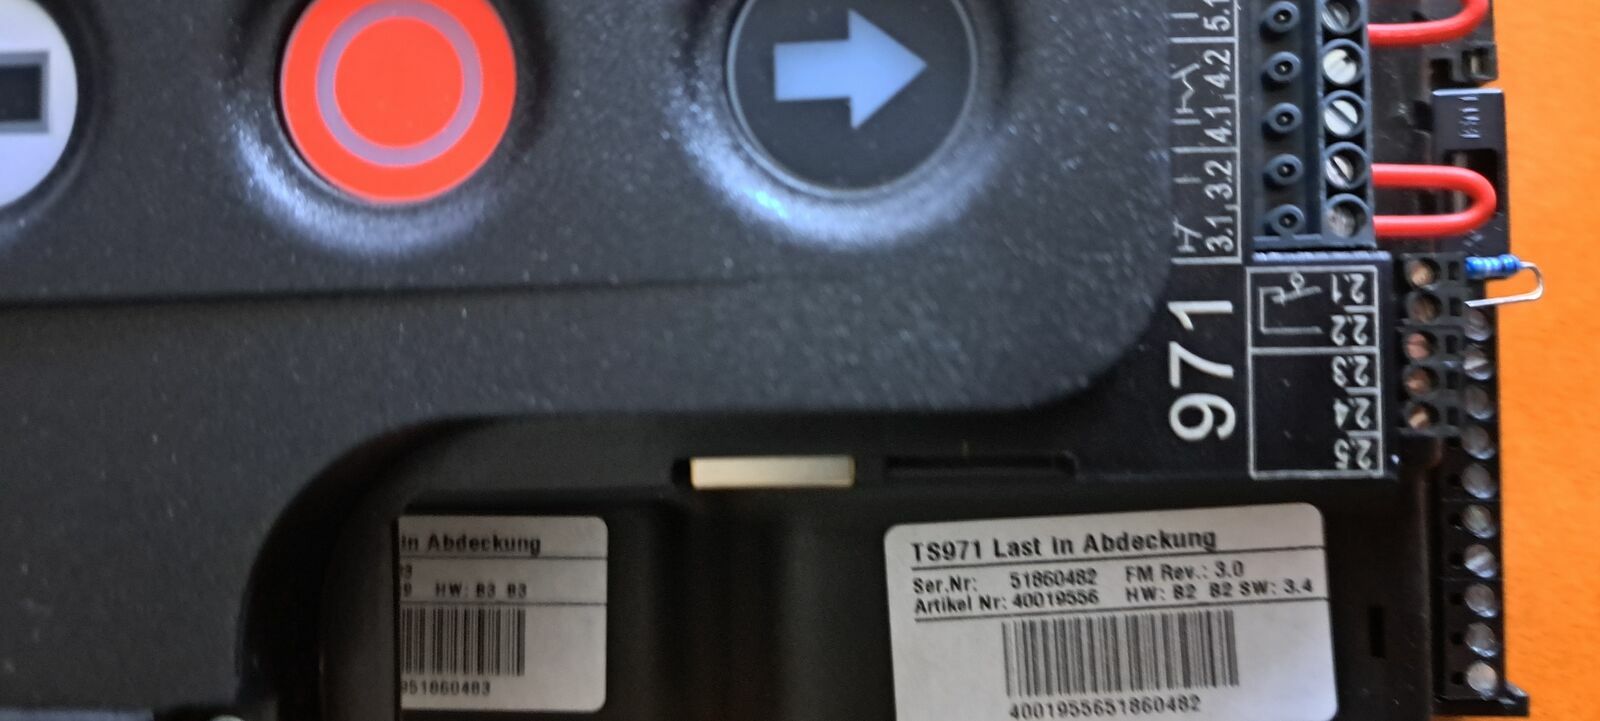 5.1
4.2
4.1
3.2
3.1
971
2.1
2.2
2.3
2.4
2.5
in Abdeckung
HW: B3 B3
951860483
TS971 Last in Abdeckung
Ser.Nr: 51860482 FM Rev.: 3.0
Artikel Nr: 40019556 HW: B2 B2 SW: 3.4
4001955651860482